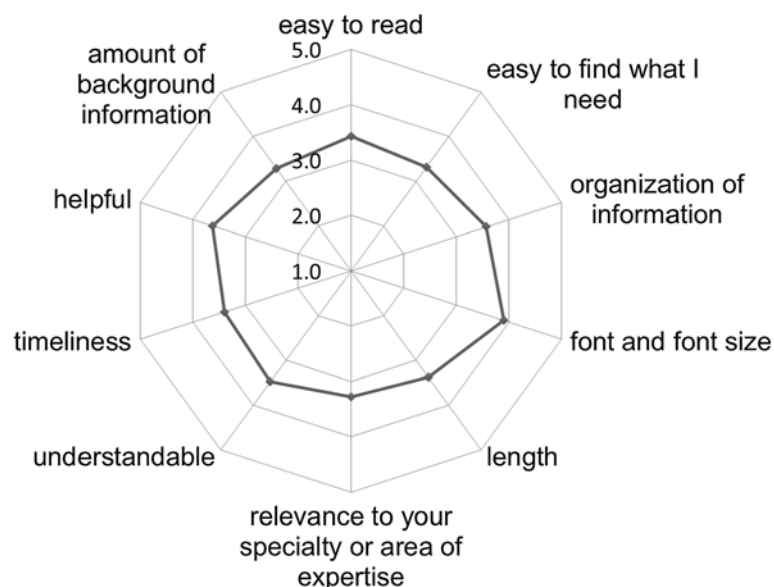 easy to read
easy to find what I
need
organization of
information
font and font size
length
relevance to your
specialty or area of
expertise
understandable
timeliness
helpful
amount of
background
information
5.0
4.0
3.0
2.0
1.0